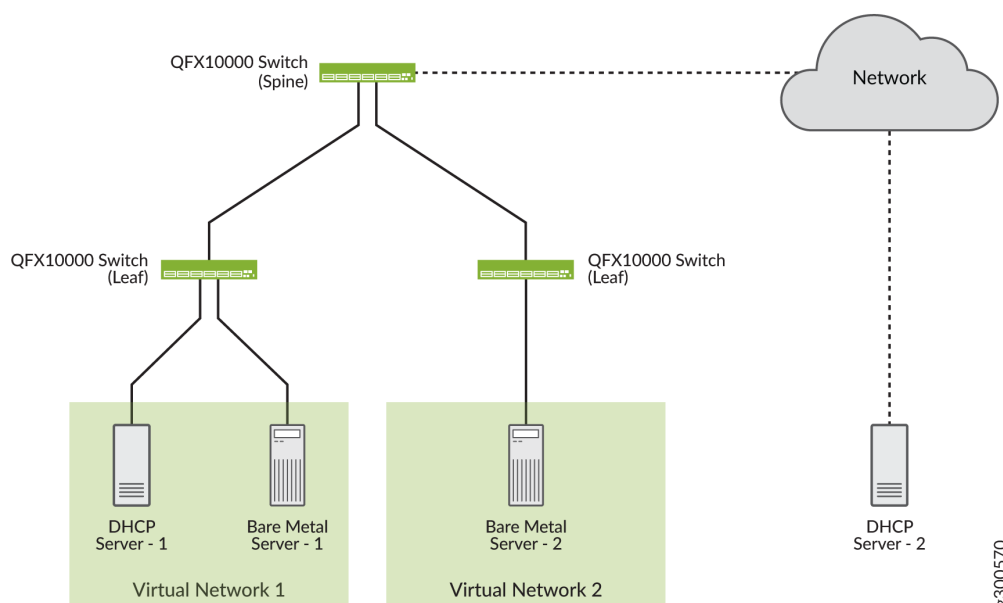 QFX10000 Switch
(Spine)
Network
QFX10000 Switch
(Leaf)
QFX10000 Switch
(Leaf)
DHCP
Server - 1
Bare Metal
Server - 1
Bare Metal
Server - 2
DHCP
Server - 2
Virtual Network 1
Virtual Network 2